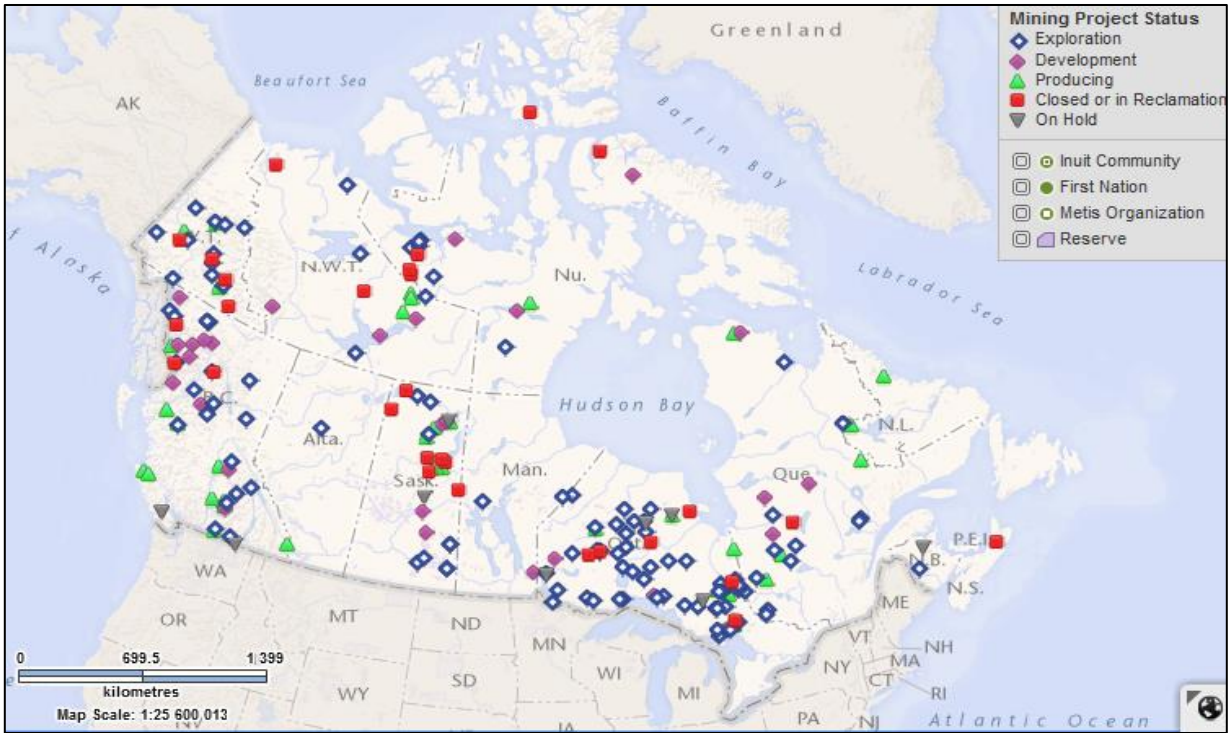 Mining Project Status
Exploration
Development
Producing
Closed or in Reclamation
On Hold
Inuit Community
First Nation
Metis Organization
Reserve
Greenland
Beaufort Sea
AK
Baffin Bay
f Alaska
Labrador Sea
N.W.T.
Nu.
Hudson Bay
B.C.
Alta.
Sask.
Man.
Ont.
Que.
N.L.
P.E.I.
N.B.
N.S.
WA
OR
MT
ND
MN
ME
VT
NH
NY
MA
CT
RI
WI
SD
WY
MI
PA
NJ
IA
NV
Atlantic Ocean
0 699.5 1,399
kilometres
Map Scale: 1:25 600,013